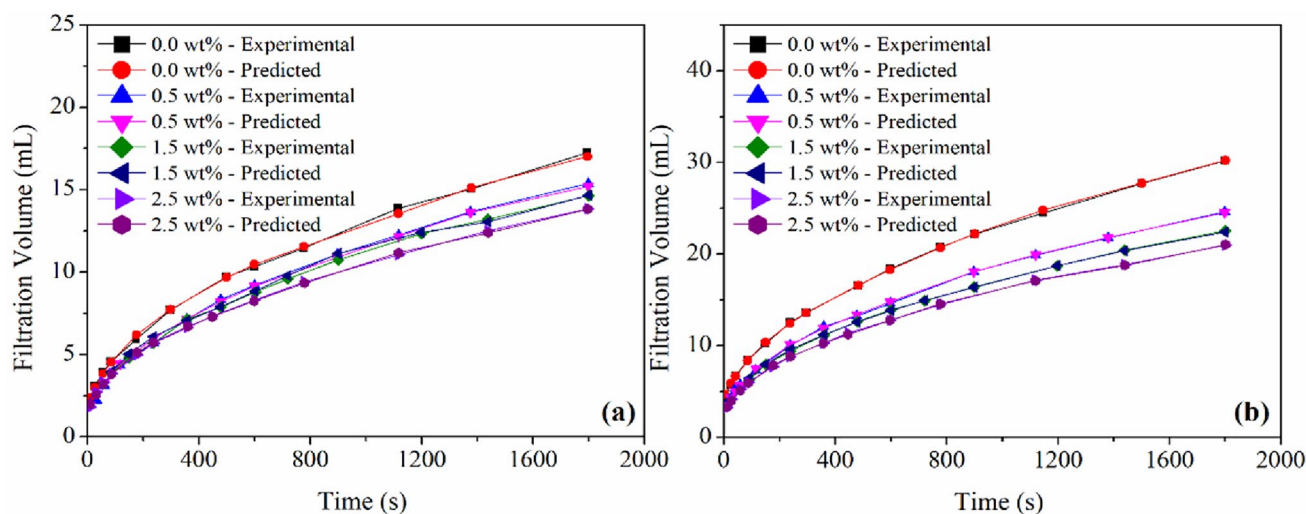 25
20
15
10
5
0
Filtration Volume (mL)
0.0 wt% - Experimental
0.0 wt% - Predicted
0.5 wt% - Experimental
0.5 wt% - Predicted
1.5 wt% - Experimental
1.5 wt% - Predicted
2.5 wt% - Experimental
2.5 wt% - Predicted
(a)
0 400 800 1200 1600 2000
Time (s)
40
30
20
10
0
Filtration Volume (mL)
0.0 wt% - Experimental
0.0 wt% - Predicted
0.5 wt% - Experimental
0.5 wt% - Predicted
1.5 wt% - Experimental
1.5 wt% - Predicted
2.5 wt% - Experimental
2.5 wt% - Predicted
(b)
0 400 800 1200 1600 2000
Time (s)